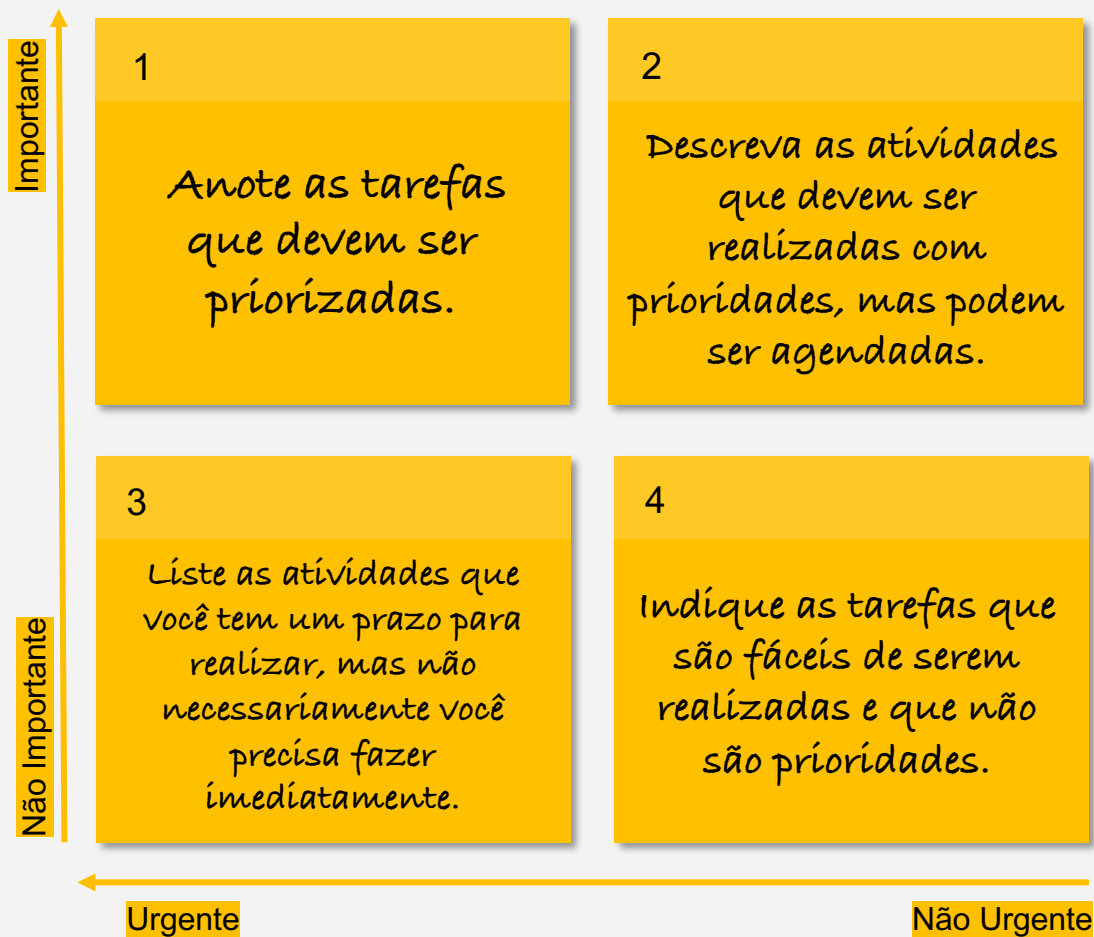 Importante
1
Anote as tarefas
que devem ser
priorizadas.
2
Descreva as atividades
que devem ser
realizadas com
prioridades, mas podem
ser agendadas.
Não Importante
3
Liste as atividades que
você tem um prazo para
realizar, mas não
necessariamente você
precisa fazer
imediatamente.
4
Indique as tarefas que
são fáceis de serem
realizadas e que não
são prioridades.
Urgente
Não Urgente